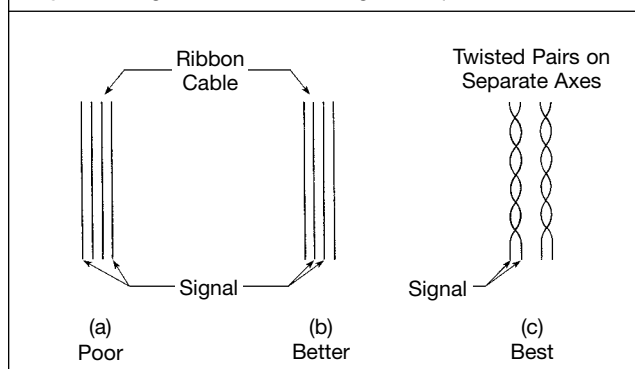 Ribbon
Cable
Twisted Pairs on
Separate Axes
Signal
Signal
(a)
Poor
(b)
Better
(c)
Best